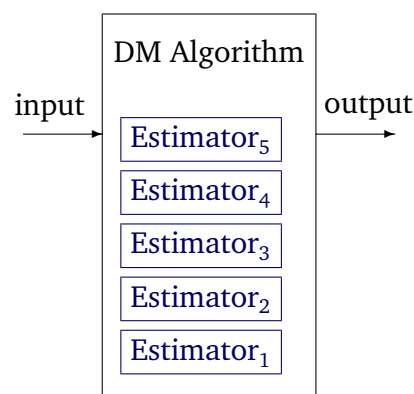 DM Algorithm
input
output
Estimator₅
Estimator₄
Estimator₃
Estimator₂
Estimator₁